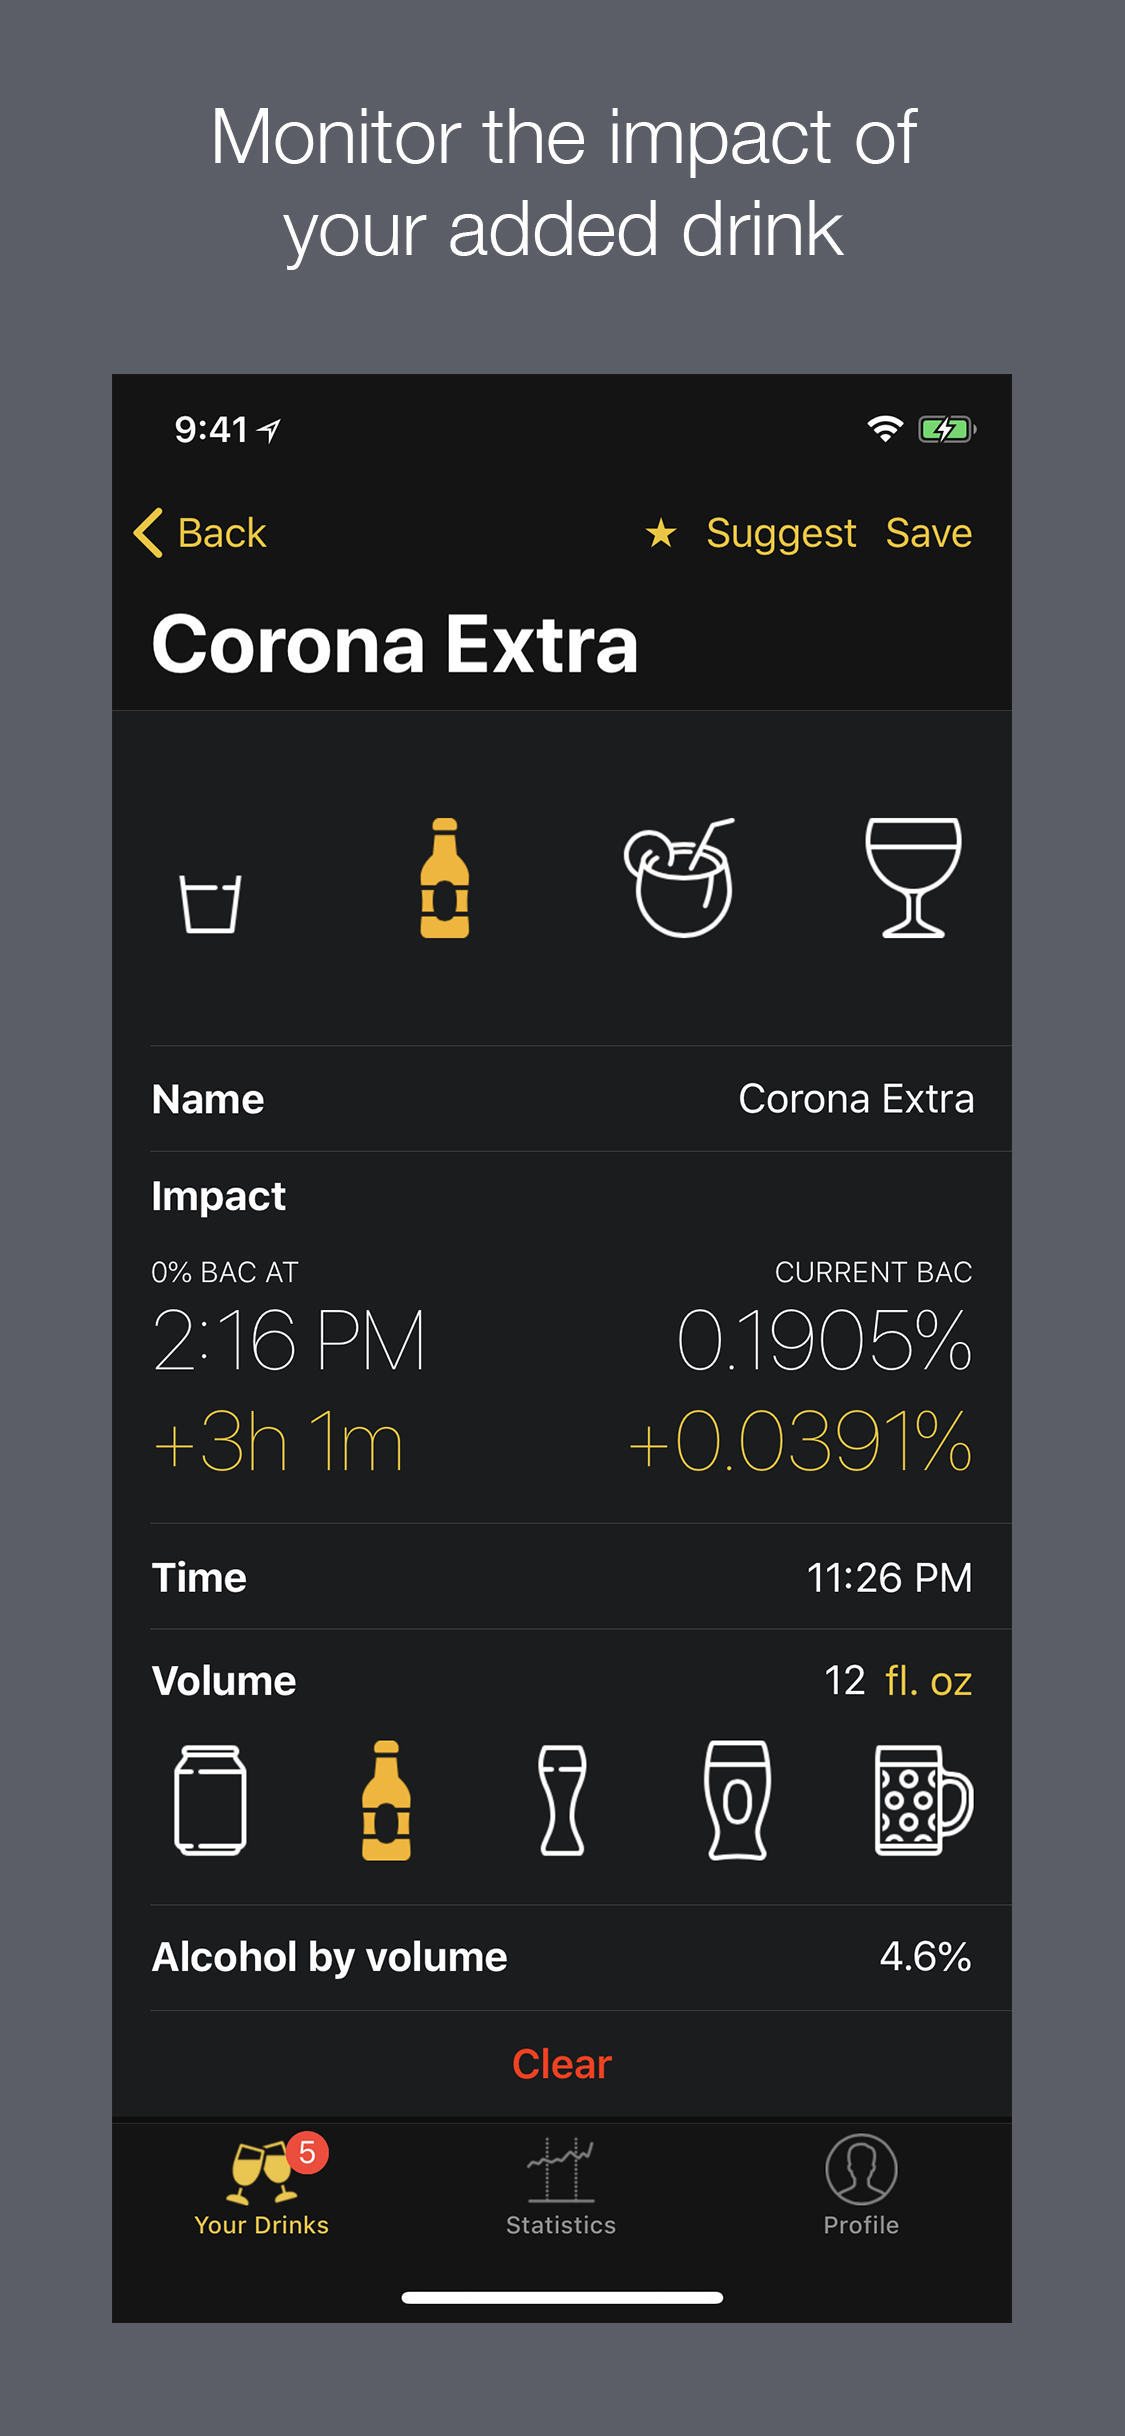 Monitor the impact of
your added drink
9:41
Back
★ Suggest Save
Corona Extra
Name Corona Extra
Impact
0% BAC AT CURRENT BAC
2:16 PM 0.1905%
+3h 1m +0.0391%
Time 11:26 PM
Volume 12 fl. oz
Alcohol by volume 4.6%
Clear
5
Your Drinks Statistics Profile